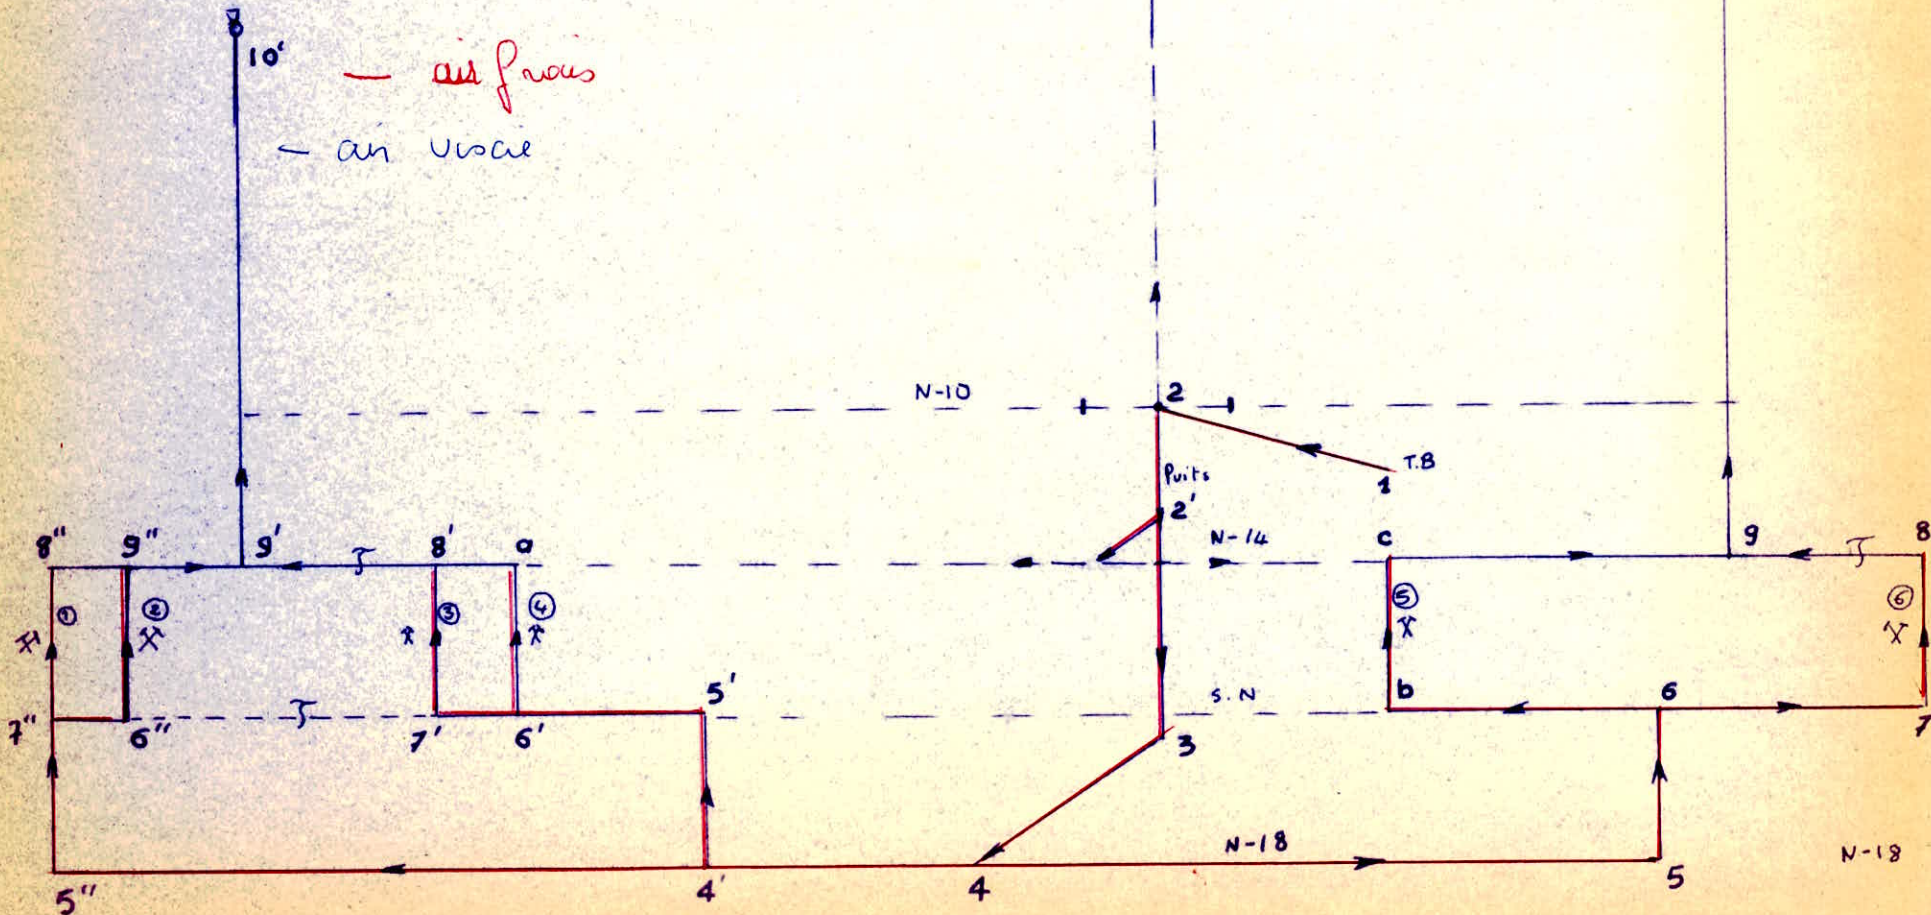 10'
air frais
air viscié
N-10
2
T.B
1
Puits
2'
N-14
8" 9" 9' 8' a c 9 8
① ② ③ ④ ⑤ ⑥
5' S.N b 6
7" 6" 7' 6' 3 7
N-18
N-18
5" 4' 4 5